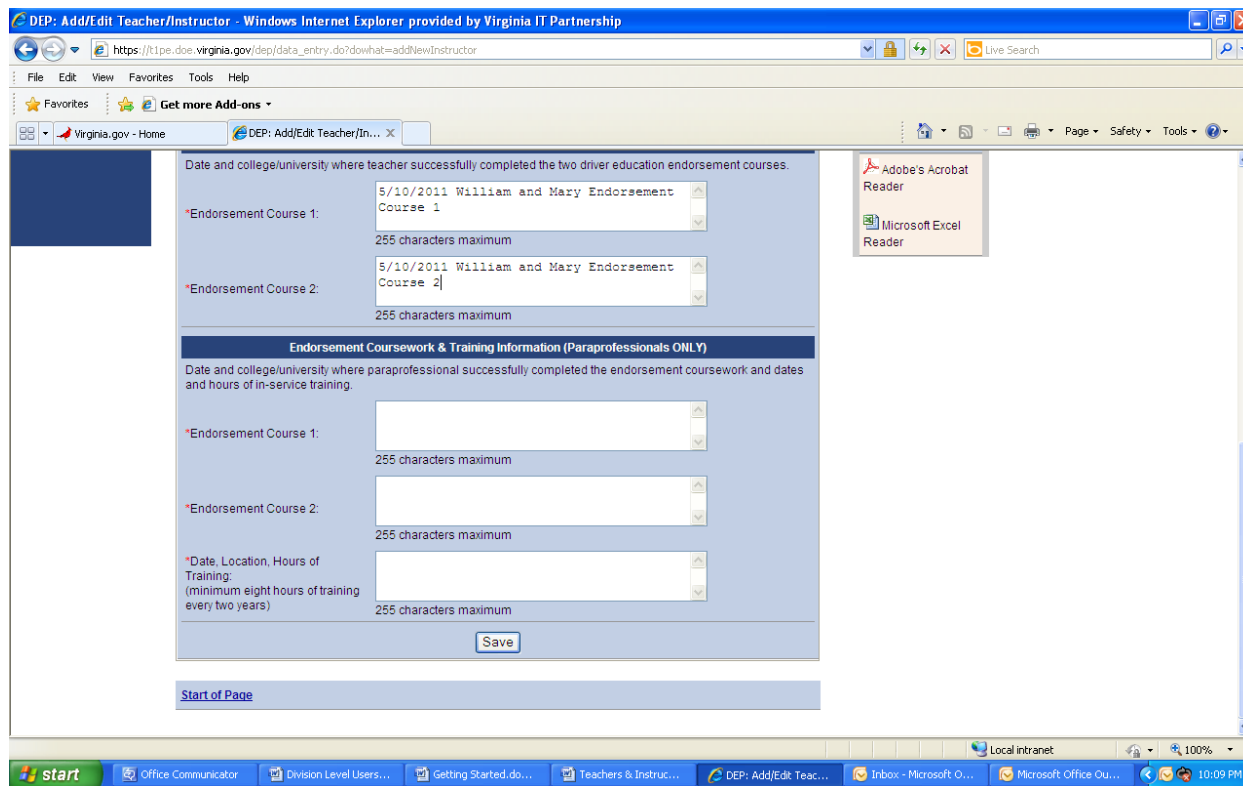 DEP: Add/Edit Teacher/Instructor - Windows Internet Explorer provided by Virginia IT Partnership
https://t1pe.doe.virginia.gov/dep/data_entry.do?dowhat=addNewInstructor
Live Search
File Edit View Favorites Tools Help
Favorites Get more Add-ons
Virginia.gov - Home DEP: Add/Edit Teacher/In... X Page Safety Tools
Date and college/university where teacher successfully completed the two driver education endorsement courses.
*Endorsement Course 1:
5/10/2011 William and Mary Endorsement
Course 1
255 characters maximum
*Endorsement Course 2:
5/10/2011 William and Mary Endorsement
Course 2
255 characters maximum
Endorsement Coursework & Training Information (Paraprofessionals ONLY)
Date and college/university where paraprofessional successfully completed the endorsement coursework and dates
and hours of in-service training.
*Endorsement Course 1:
255 characters maximum
*Endorsement Course 2:
255 characters maximum
*Date, Location, Hours of
Training:
(minimum eight hours of training
every two years)
255 characters maximum
Save
Start of Page
Adobe's Acrobat
Reader
Microsoft Excel
Reader
Local intranet 100%
start Office Communicator Division Level Users... Getting Started.do... Teachers & Instruc... DEP: Add/Edit Teac... Inbox - Microsoft O... Microsoft Office Ou... 10:09 PM